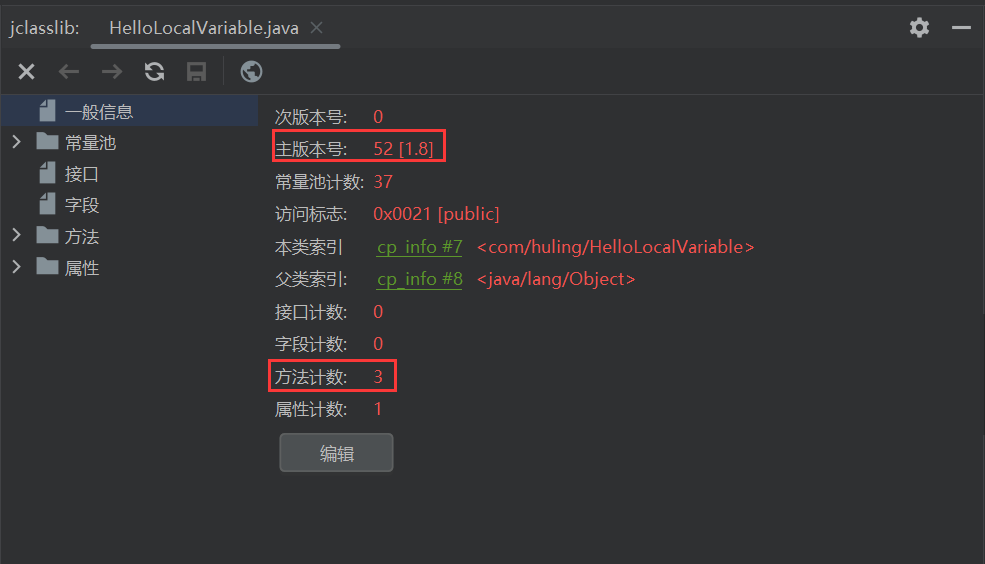 jclasslib: HelloLocalVariable.java
一般信息
常量池
接口
字段
方法
属性
次版本号: 0
主版本号: 52 [1.8]
常量池计数: 37
访问标志: 0x0021 [public]
本类索引 cp_info #7 <com/huling/HelloLocalVariable>
父类索引: cp_info #8 <java/lang/Object>
接口计数: 0
字段计数: 0
方法计数: 3
属性计数: 1
编辑